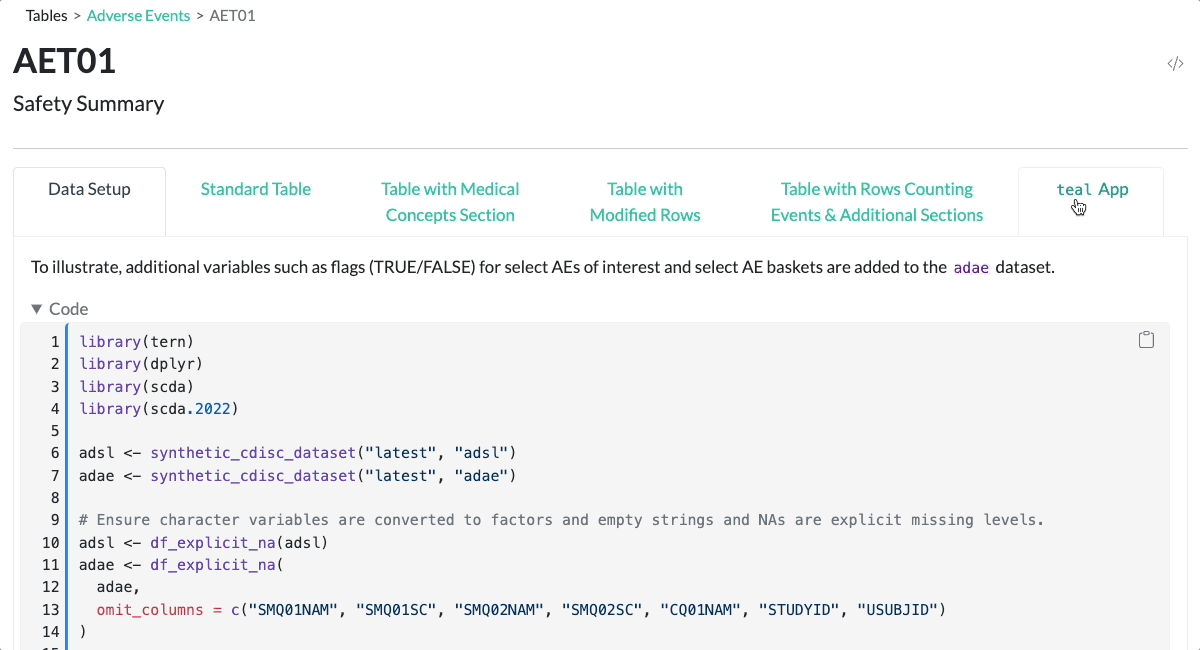 Tables > Adverse Events > AET01
AET01
</>
Safety Summary
Data Setup
Standard Table
Table with Medical
Concepts Section
Table with
Modified Rows
Table with Rows Counting
Events & Additional Sections
teal App
To illustrate, additional variables such as flags (TRUE/FALSE) for select AEs of interest and select AE baskets are added to the adae dataset.
▼ Code
1 library(tern)
2 library(dplyr)
3 library(scda)
4 library(scda.2022)
5
6 adsl <- synthetic_cdisc_dataset("latest", "adsl")
7 adae <- synthetic_cdisc_dataset("latest", "adae")
8
9 # Ensure character variables are converted to factors and empty strings and NAs are explicit missing levels.
10 adsl <- df_explicit_na(adsl)
11 adae <- df_explicit_na(
12 adae,
13 omit_columns = c("SMQ01NAM", "SMQ01SC", "SMQ02NAM", "SMQ02SC", "CQ01NAM", "STUDYID", "USUBJID")
14 )